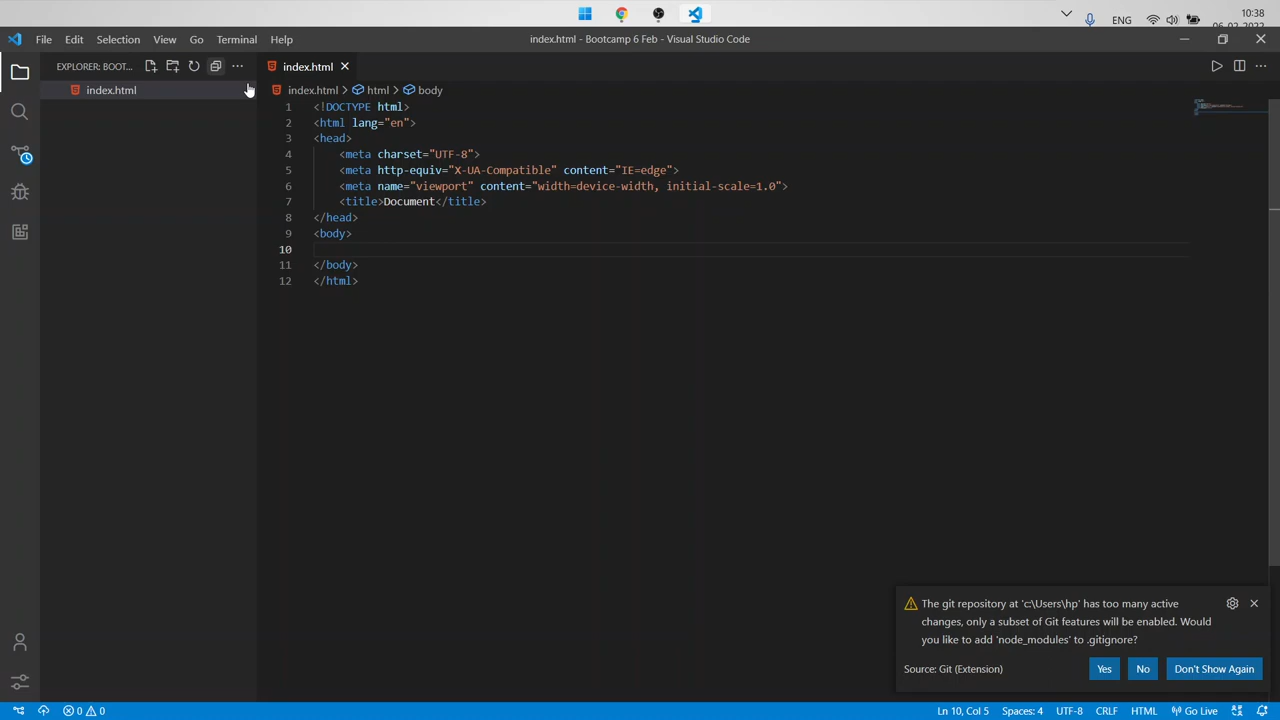 10:38
ENG
06-02-2022
File Edit Selection View Go Terminal Help
index.html - Bootcamp 6 Feb - Visual Studio Code
EXPLORER: BOOT...
index.html
index.html
index.html > html > body
1 <!DOCTYPE html>
2 <html lang="en">
3 <head>
4 <meta charset="UTF-8">
5 <meta http-equiv="X-UA-Compatible" content="IE=edge">
6 <meta name="viewport" content="width=device-width, initial-scale=1.0">
7 <title>Document</title>
8 </head>
9 <body>
10
11 </body>
12 </html>
The git repository at 'c:\Users\hp' has too many active
changes, only a subset of Git features will be enabled. Would
you like to add 'node_modules' to .gitignore?
Source: Git (Extension)
Yes No Don't Show Again
0 0
Ln 10, Col 5 Spaces: 4 UTF-8 CRLF HTML Go Live